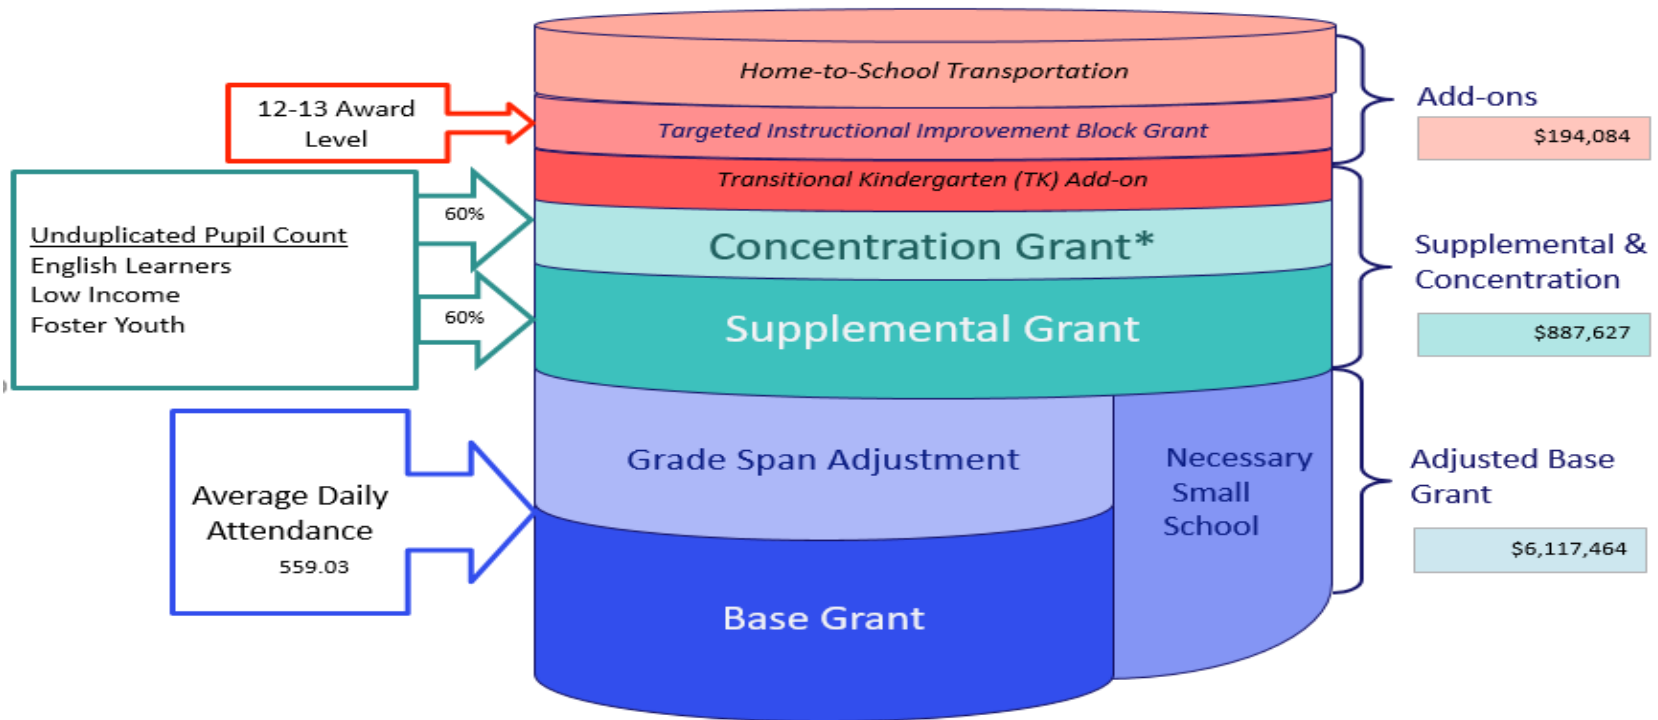 Home-to-School Transportation
12-13 Award
Level
Targeted Instructional Improvement Block Grant
Add-ons
$194,084
Transitional Kindergarten (TK) Add-on
Unduplicated Pupil Count
English Learners
Low Income
Foster Youth
60%
60%
Concentration Grant*
Supplemental Grant
Supplemental &
Concentration
$887,627
Average Daily
Attendance
559.03
Grade Span Adjustment
Necessary
Small
School
Adjusted Base
Grant
$6,117,464
Base Grant